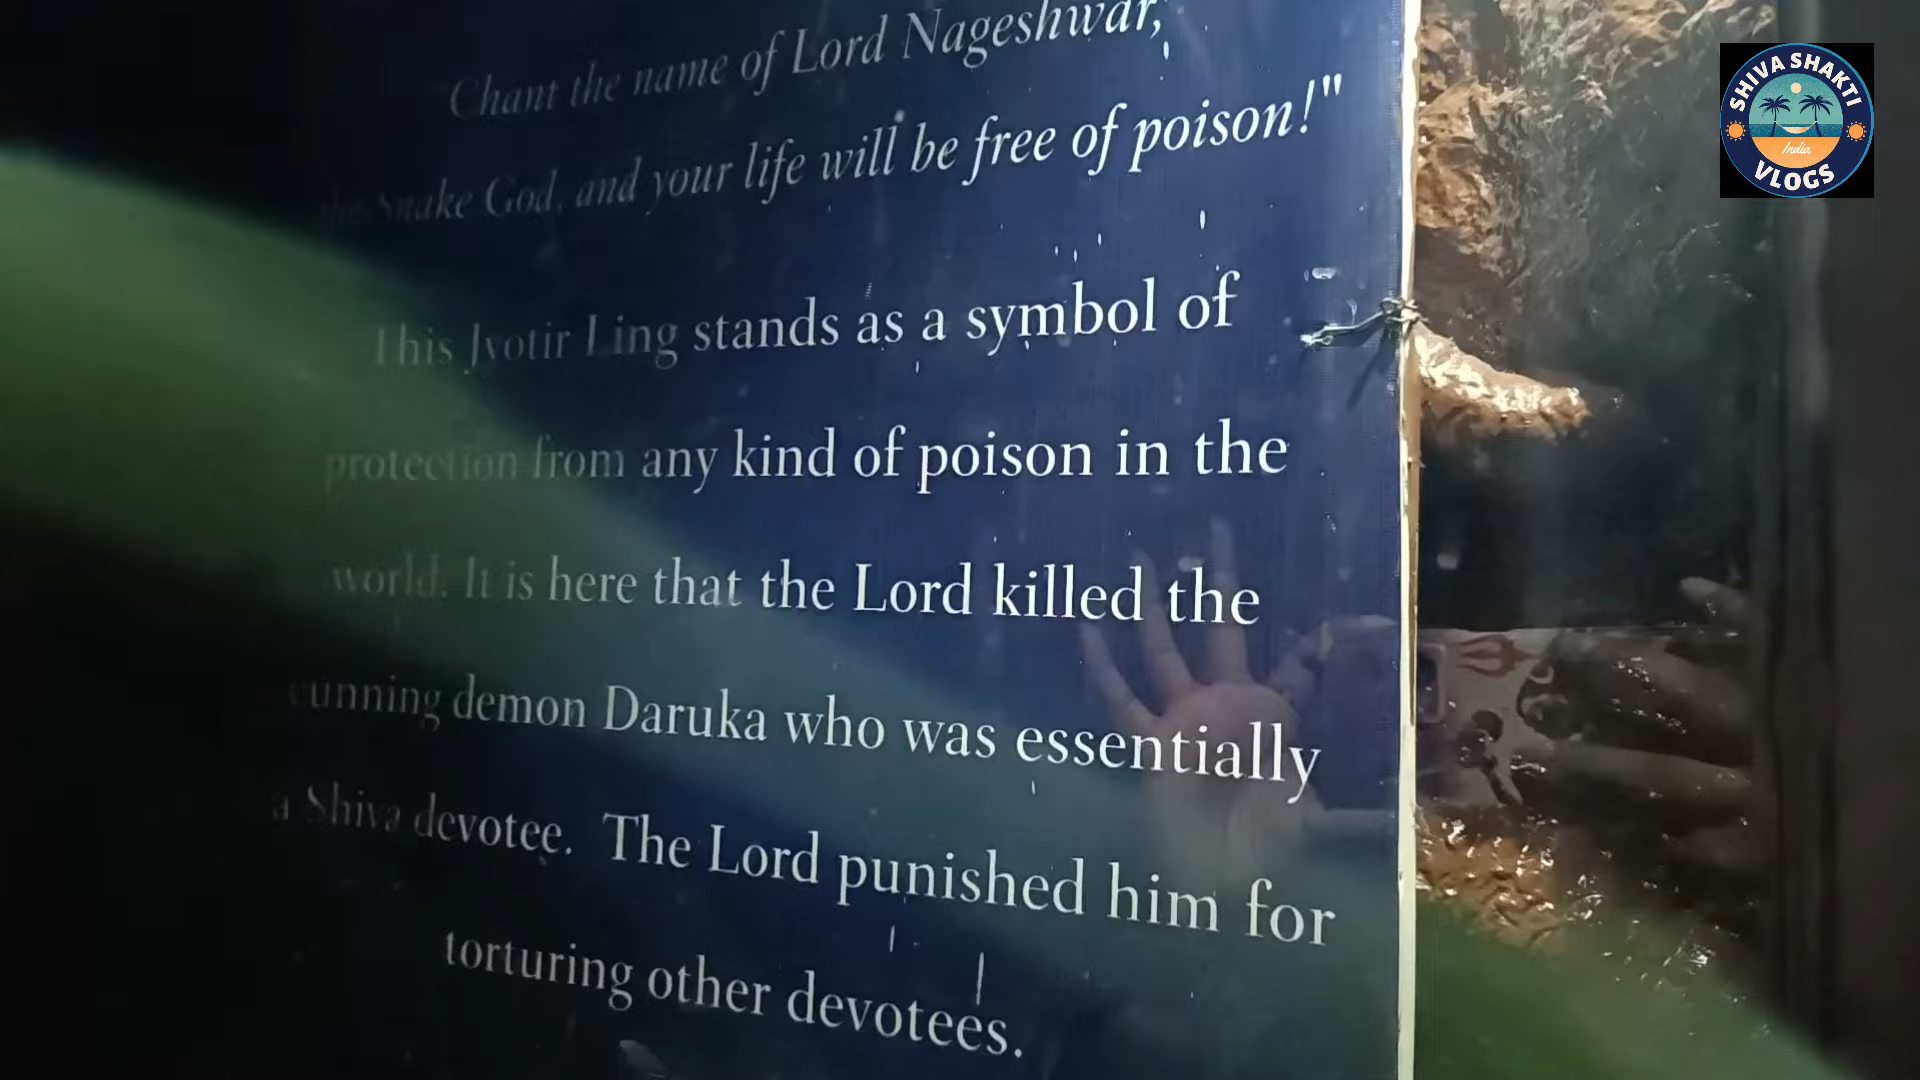 "Chant the name of Lord Nageshwar,
the Snake God, and your life will be free of poison!"
This Jyotir Ling stands as a symbol of
protection from any kind of poison in the
world. It is here that the Lord killed the
cunning demon Daruka who was essentially
a Shiva devotee. The Lord punished him for
torturing other devotees.
SHIVA SHAKTI
India
VLOGS